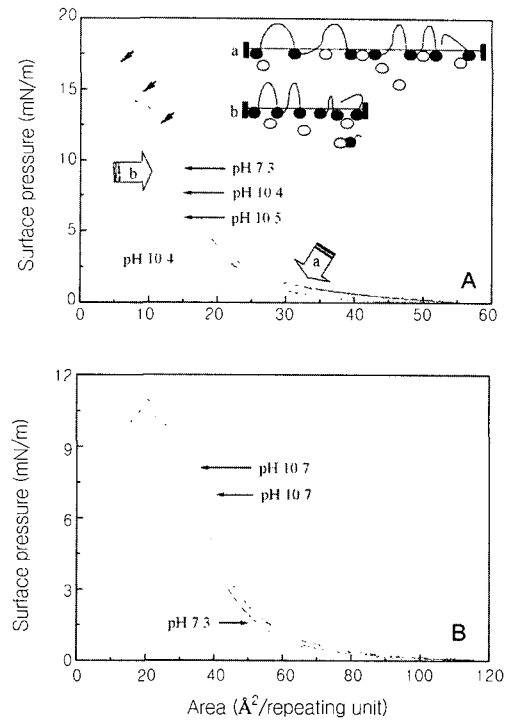 Surface pressure (mN/m)
20
15
10
5
0
a
b
pH 7 3
b
pH 10 4
pH 10 5
pH 10 4
a
A
0 10 20 30 40 50 60
Surface pressure (mN/m)
12
9
6
3
0
pH 10 7
pH 10 7
pH 7 3
B
0 20 40 60 80 100 120
Area (Å²/repeating unit)